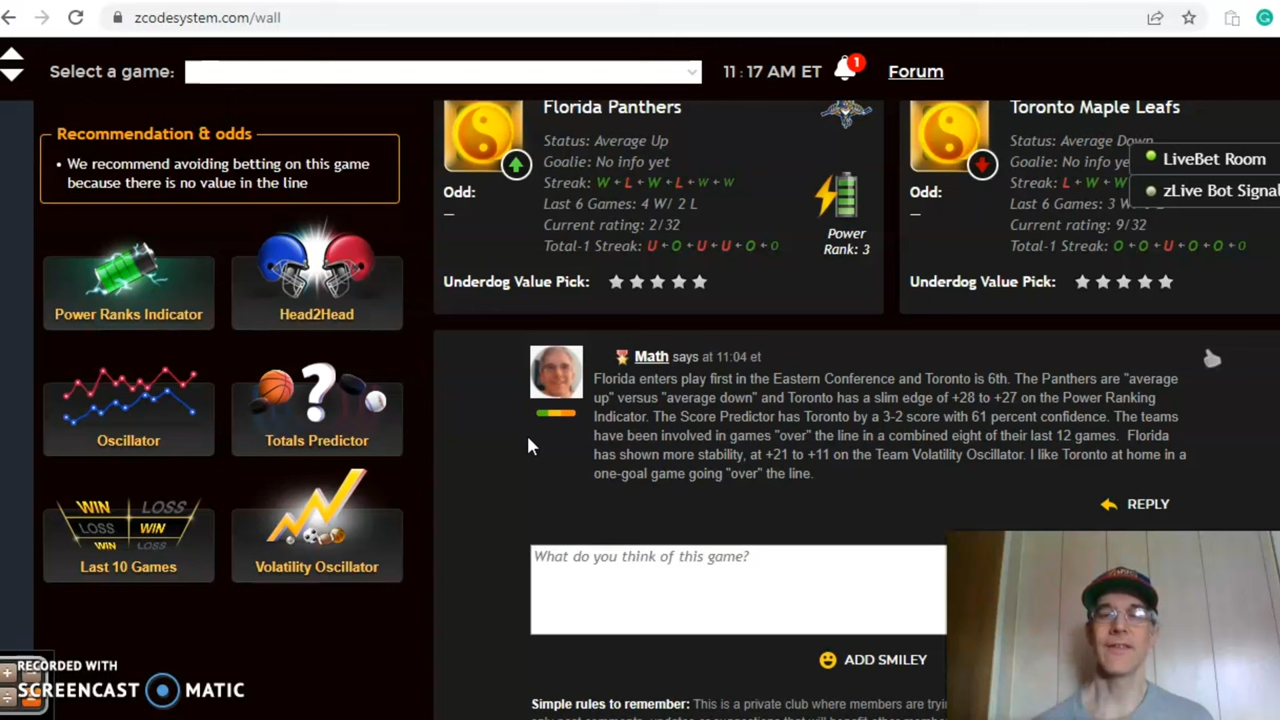 zcodesystem.com/wall
Select a game:
11 : 17 AM ET
1
Forum
Recommendation & odds
• We recommend avoiding betting on this game
because there is no value in the line
Power Ranks Indicator
Head2Head
Oscillator
Totals Predictor
WIN LOSS
LOSS WIN
WIN LOSS
Last 10 Games
Volatility Oscillator
Florida Panthers
Status: Average Up
Goalie: No info yet
Odd:
—
Streak: W - L - W - L - W - W
Last 6 Games: 4 W/ 2 L
Current rating: 2/32
Total-1 Streak: U - O - U - U - O - O
Power
Rank: 3
Underdog Value Pick:
Toronto Maple Leafs
Status: Average Down
Goalie: No info ye
Odd:
—
Streak: L - W - W
Last 6 Games: 3 W
Current rating: 9/32
Total-1 Streak: O - O - U - O - O - O
Underdog Value Pick:
LiveBet Room
zLive Bot Signal
Math says at 11:04 et
Florida enters play first in the Eastern Conference and Toronto is 6th. The Panthers are "average
up" versus "average down" and Toronto has a slim edge of +28 to +27 on the Power Ranking
Indicator. The Score Predictor has Toronto by a 3-2 score with 61 percent confidence. The teams
have been involved in games "over" the line in a combined eight of their last 12 games. Florida
has shown more stability, at +21 to +11 on the Team Volatility Oscillator. I like Toronto at home in a
one-goal game going "over" the line.
REPLY
What do you think of this game?
ADD SMILEY
Simple rules to remember: This is a private club where members are tryin
RECORDED WITH
SCREENCAST MATIC